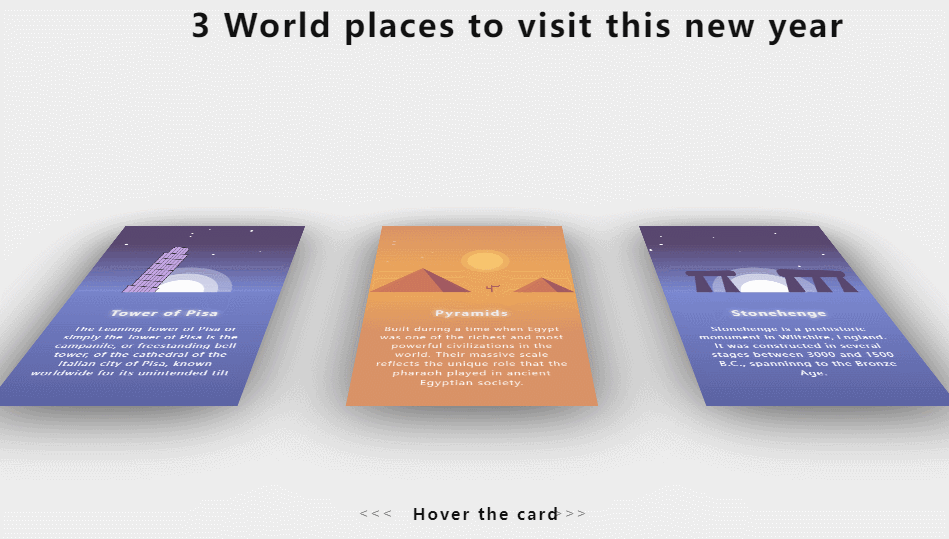 3 World places to visit this new year
Tower of Pisa
The Leaning Tower of Pisa or
simply the Tower of Pisa is the
campanile, or freestanding bell
tower, of the cathedral of the
Italian city of Pisa, known
worldwide for its unintended tilt
Pyramids
Built during a time when Egypt
was one of the richest and most
powerful civilizations in the
world. Their massive scale
reflects the unique role that the
pharaoh played in ancient
Egyptian society.
Stonehenge
Stonehenge is a prehistoric
monument in Wiltshire, England.
It was constructed in several
stages between 3000 and 1500
B.C., spanninng to the Bronze
Age.
<<< Hover the card >>>